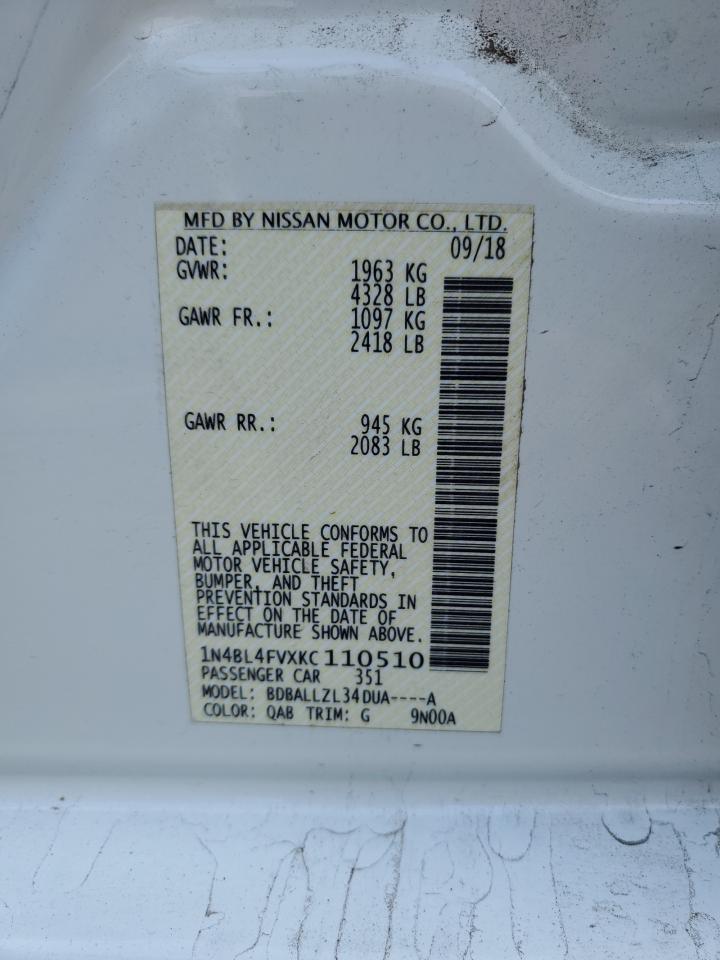 MFD BY NISSAN MOTOR CO., LTD.
DATE: 09/18
GVWR: 1963 KG
4328 LB
GAWR FR.: 1097 KG
2418 LB
GAWR RR.: 945 KG
2083 LB
THIS VEHICLE CONFORMS TO
ALL APPLICABLE FEDERAL
MOTOR VEHICLE SAFETY,
BUMPER, AND THEFT
PREVENTION STANDARDS IN
EFFECT ON THE DATE OF
MANUFACTURE SHOWN ABOVE.
1N4BL4FVXKC110510
PASSENGER CAR 351
MODEL: BDBALLZL34DUA----A
COLOR: QAB TRIM: G 9N00A